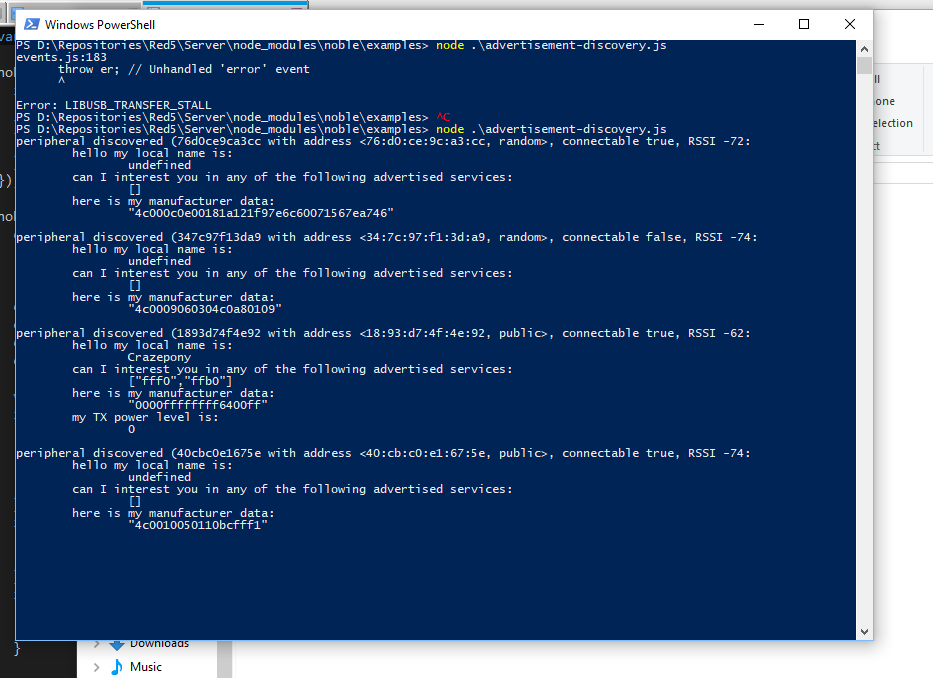 Windows PowerShell
PS D:\Repositories\Red5\Server\node_modules\noble\examples> node .\advertisement-discovery.js
events.js:183
throw er; // Unhandled 'error' event
^
Error: LIBUSB_TRANSFER_STALL
PS D:\Repositories\Red5\Server\node_modules\noble\examples> ^C
PS D:\Repositories\Red5\Server\node_modules\noble\examples> node .\advertisement-discovery.js
peripheral discovered (76d0ce9ca3cc with address <76:d0:ce:9c:a3:cc, random>, connectable true, RSSI -72:
hello my local name is:
undefined
can I interest you in any of the following advertised services:
[]
here is my manufacturer data:
"4c000c0e00181a121f97e6c60071567ea746"
peripheral discovered (347c97f13da9 with address <34:7c:97:f1:3d:a9, random>, connectable false, RSSI -74:
hello my local name is:
undefined
can I interest you in any of the following advertised services:
[]
here is my manufacturer data:
"4c0009060304c0a80109"
peripheral discovered (1893d74f4e92 with address <18:93:d7:4f:4e:92, public>, connectable true, RSSI -62:
hello my local name is:
Crazepony
can I interest you in any of the following advertised services:
["fff0","ffb0"]
here is my manufacturer data:
"0000ffffffff6400ff"
my TX power level is:
0
peripheral discovered (40cbc0e1675e with address <40:cb:c0:e1:67:5e, public>, connectable true, RSSI -74:
hello my local name is:
undefined
can I interest you in any of the following advertised services:
[]
here is my manufacturer data:
"4c0010050110bcfff1"
}
Downloads
Music